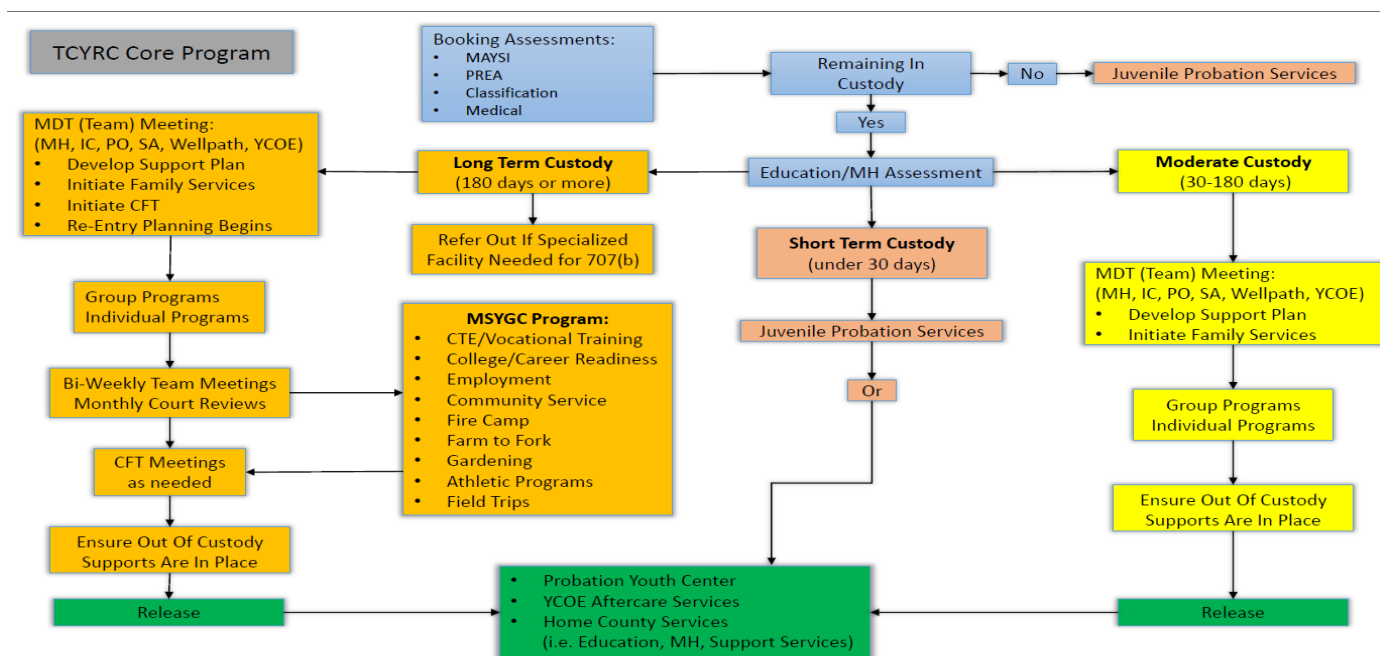 TCYRC Core Program
Booking Assessments:
• MAYSI
• PREA
• Classification
• Medical
Remaining In
Custody
No
Juvenile Probation Services
Yes
MDT (Team) Meeting:
(MH, IC, PO, SA, Wellpath, YCOE)
• Develop Support Plan
• Initiate Family Services
• Initiate CFT
• Re-Entry Planning Begins
Long Term Custody
(180 days or more)
Education/MH Assessment
Moderate Custody
(30-180 days)
Refer Out If Specialized
Facility Needed for 707(b)
Short Term Custody
(under 30 days)
MDT (Team) Meeting:
(MH, IC, PO, SA, Wellpath, YCOE)
• Develop Support Plan
• Initiate Family Services
Group Programs
Individual Programs
MSYGC Program:
• CTE/Vocational Training
• College/Career Readiness
• Employment
• Community Service
• Fire Camp
• Farm to Fork
• Gardening
• Athletic Programs
• Field Trips
Juvenile Probation Services
Or
Bi-Weekly Team Meetings
Monthly Court Reviews
Group Programs
Individual Programs
CFT Meetings
as needed
Ensure Out Of Custody
Supports Are In Place
Ensure Out Of Custody
Supports Are In Place
Release
• Probation Youth Center
• YCOE Aftercare Services
• Home County Services
(i.e. Education, MH, Support Services)
Release